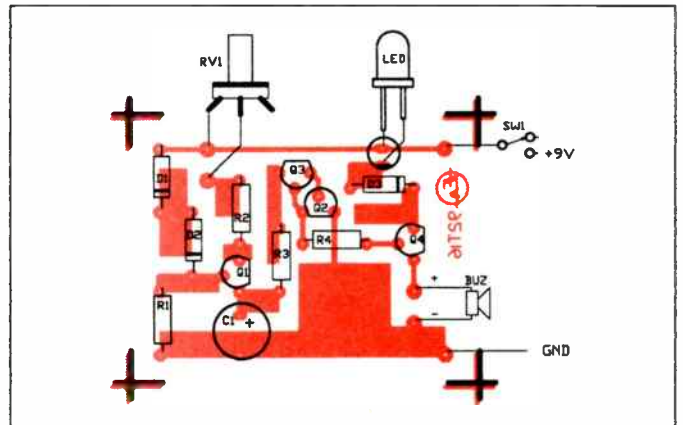 RV1
LED
SW1
+9V
D1
Q3
D3
R2
Q2
D2
R3
R4
Q4
Q1
+
BUZ
R1
C1 +
-
GND